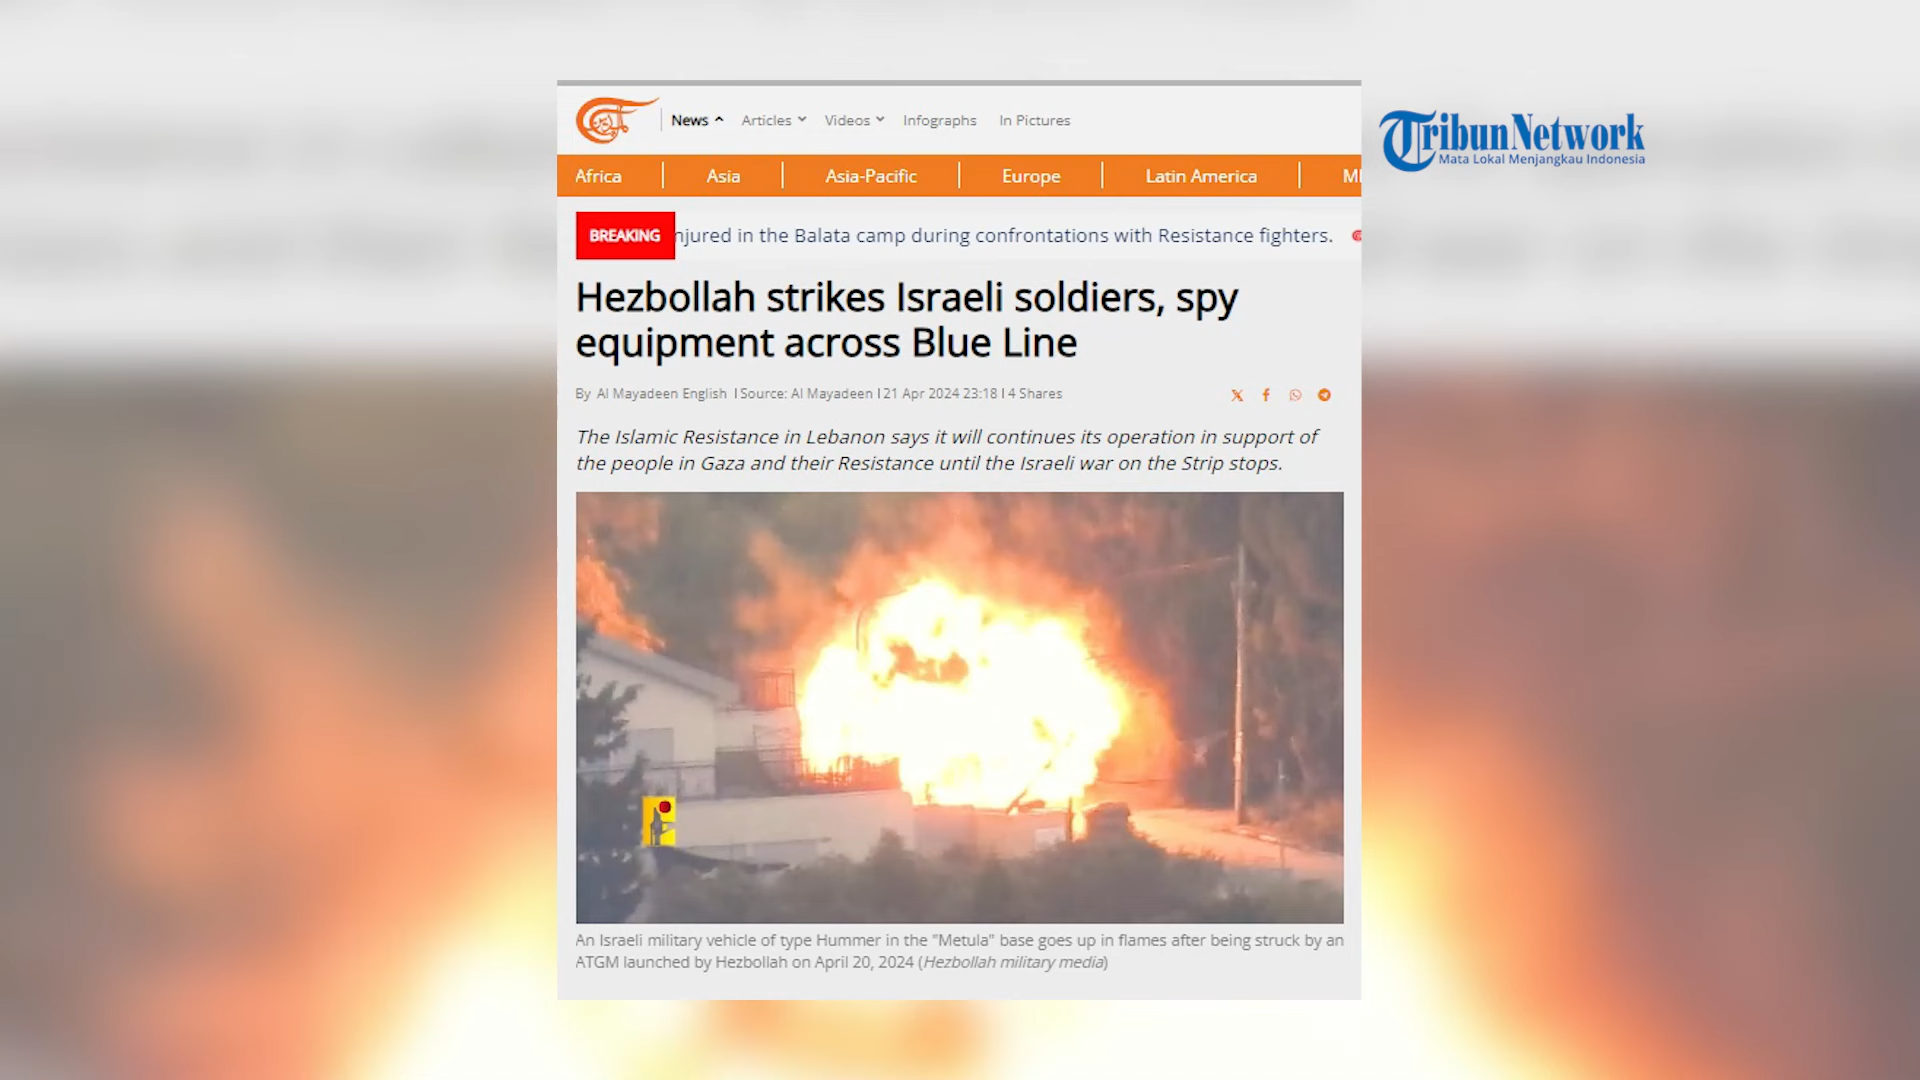 News Articles Videos Infographs In Pictures
TribunNetwork
Mata Lokal Menjangkau Indonesia
Africa Asia Asia-Pacific Europe Latin America
BREAKING njured in the Balata camp during confrontations with Resistance fighters.
Hezbollah strikes Israeli soldiers, spy
equipment across Blue Line
By Al Mayadeen English | Source: Al Mayadeen | 21 Apr 2024 23:18 | 4 Shares
The Islamic Resistance in Lebanon says it will continues its operation in support of
the people in Gaza and their Resistance until the Israeli war on the Strip stops.
An Israeli military vehicle of type Hummer in the "Metula" base goes up in flames after being struck by an
ATGM launched by Hezbollah on April 20, 2024 (Hezbollah military media)